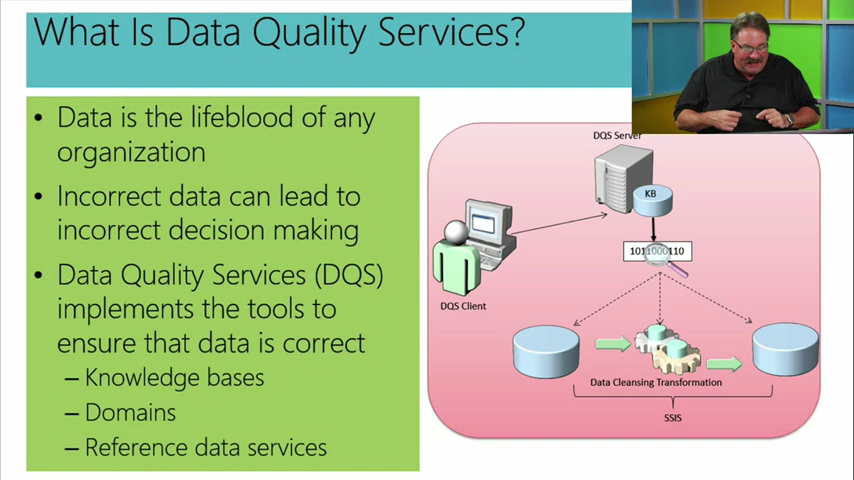 What Is Data Quality Services?
• Data is the lifeblood of any
organization
• Incorrect data can lead to
incorrect decision making
• Data Quality Services (DQS)
implements the tools to
ensure that data is correct
– Knowledge bases
– Domains
– Reference data services
DQS Server
KB
1011000110
DQS Client
Data Cleansing Transformation
SSIS